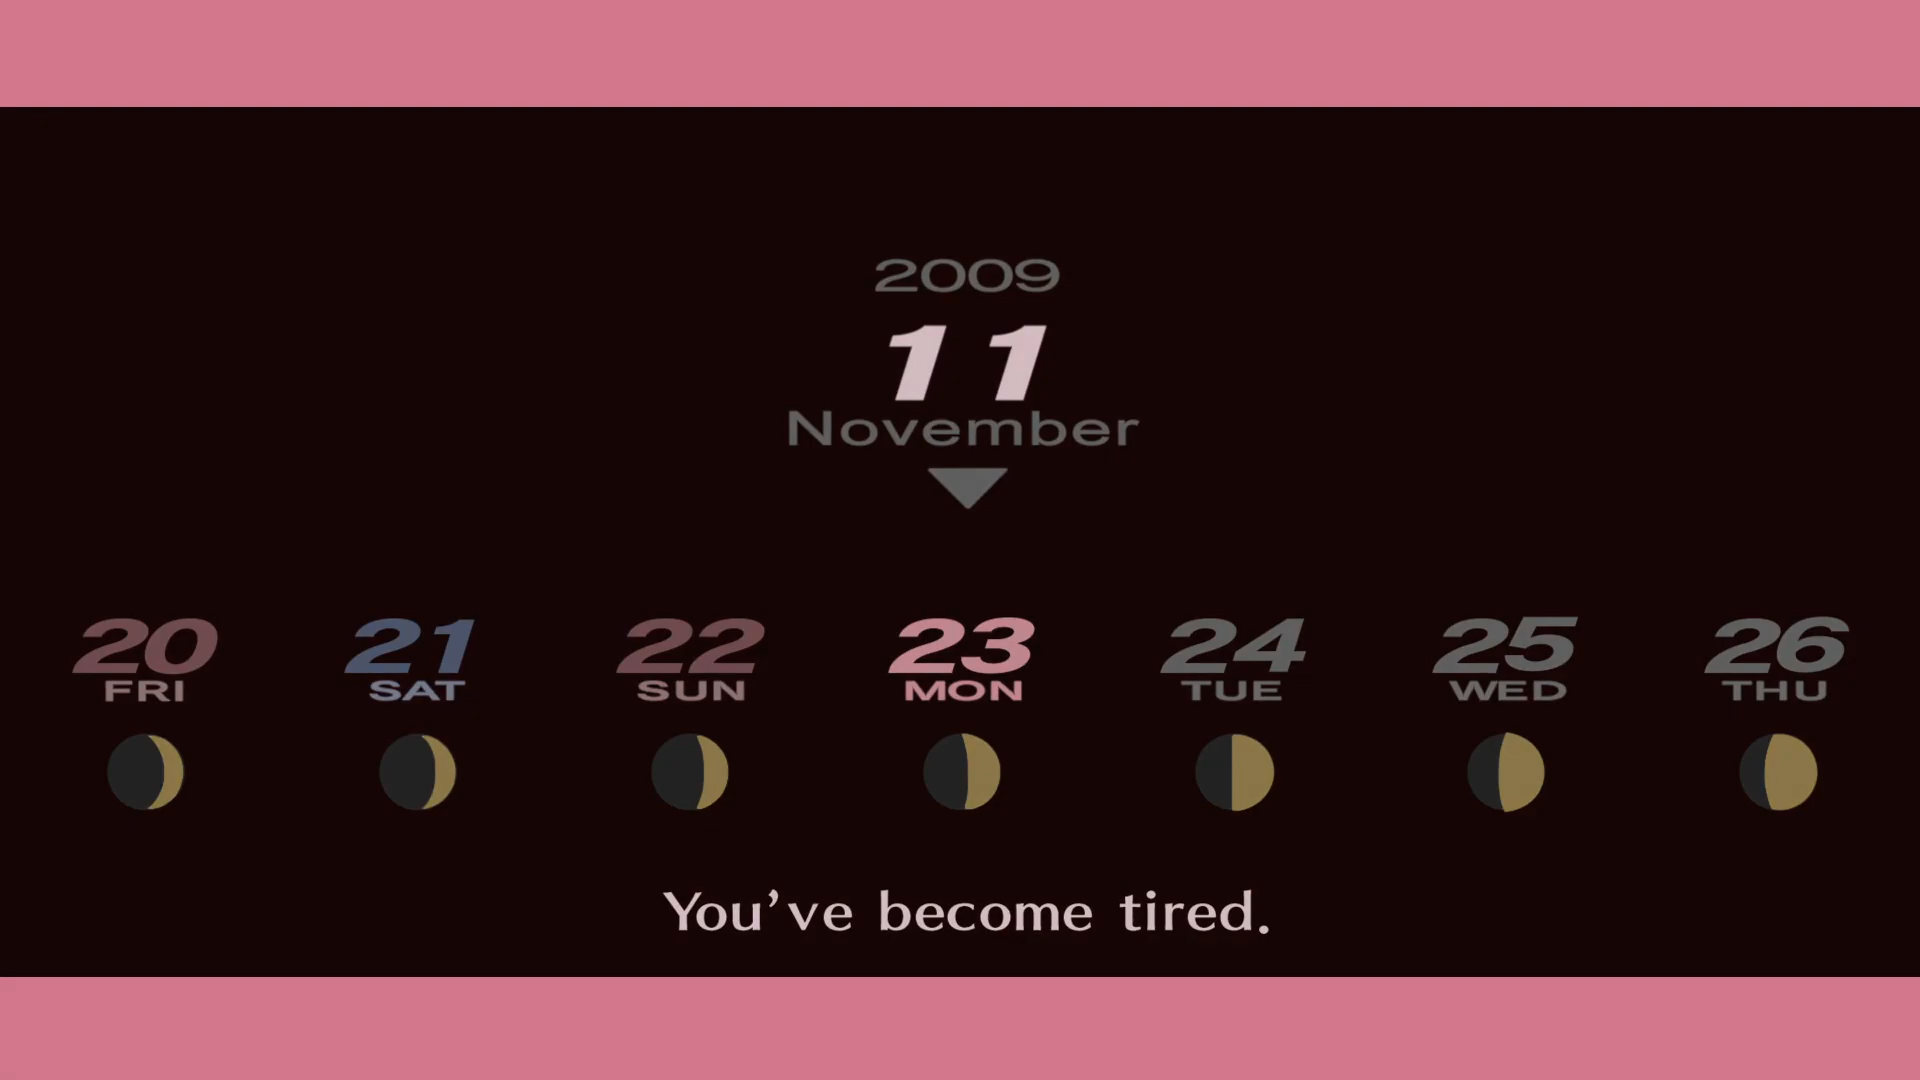 2009
11
November
20 21 22 23 24 25 26
FRI SAT SUN MON TUE WED THU
You've become tired.